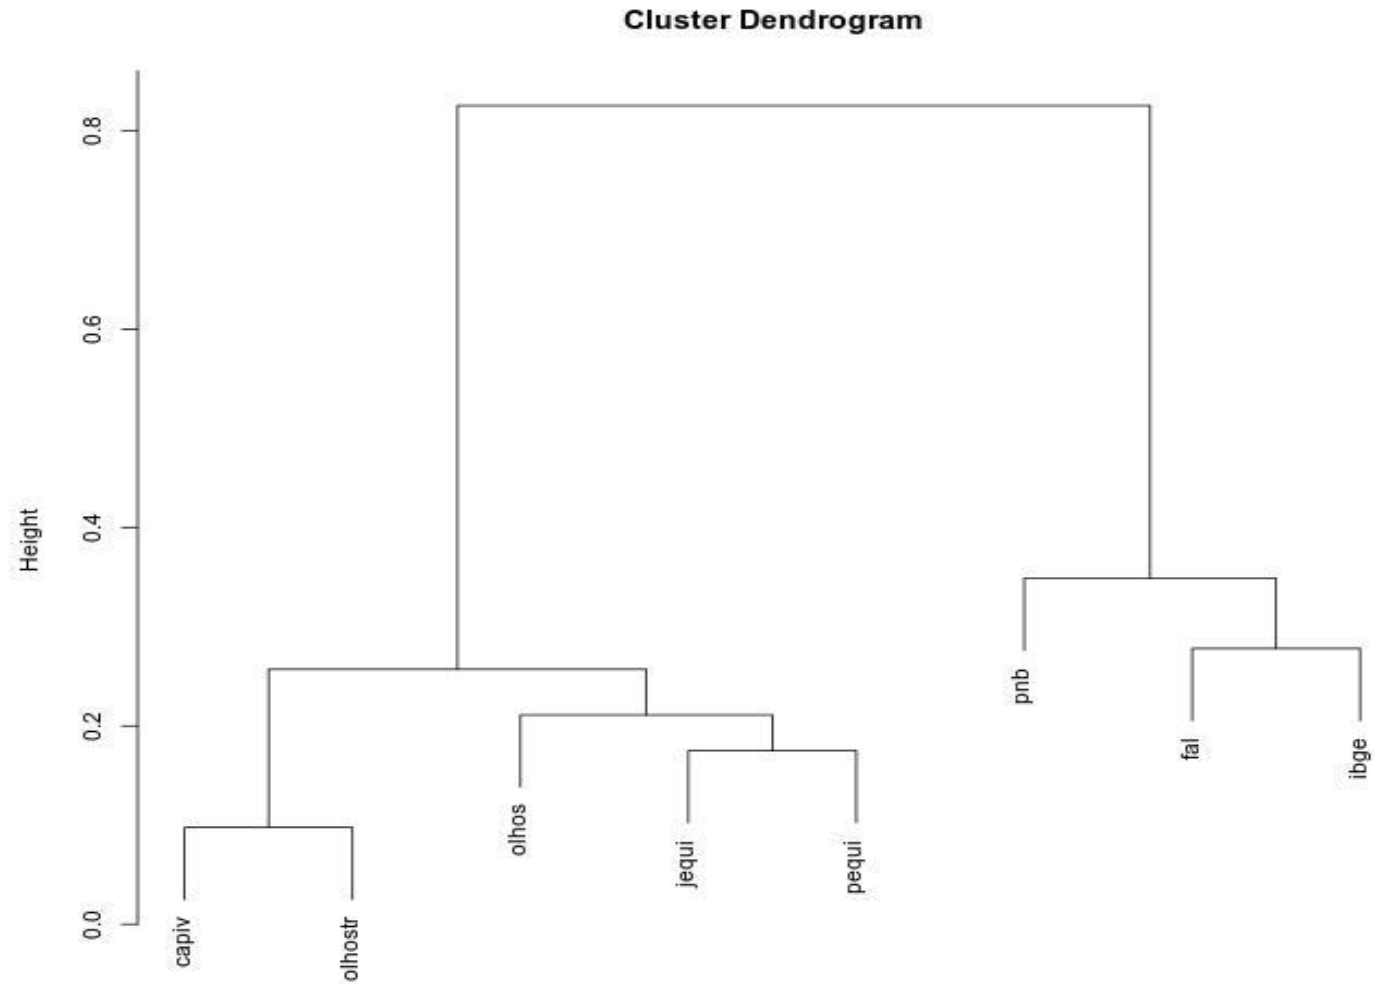 Cluster Dendrogram
Height
0.8
0.6
0.4
0.2
0.0
capiv
olhostr
olhos
jequi
pequi
pnb
fal
ibge